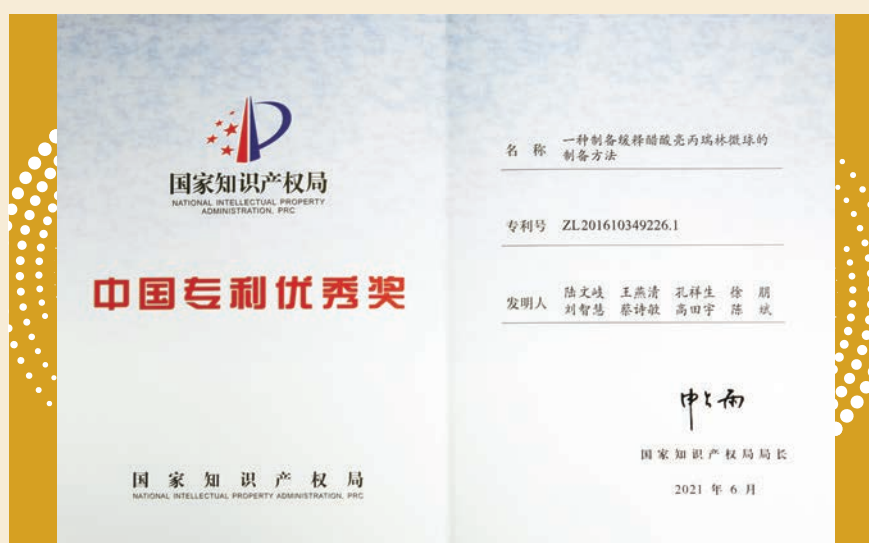 国家知识产权局
NATIONAL INTELLECTUAL PROPERTY
ADMINISTRATION, PRC
中国专利优秀奖
国家知识产权局
NATIONAL INTELLECTUAL PROPERTY ADMINISTRATION, PRC
名 称 一种制备缓释醋酸亮丙瑞林微球的
制备方法
专利号 ZL201610349226.1
发明人 陆文岐 王燕清 孔祥生 徐 朋
刘智慧 蔡诗敏 高田宇 陈 斌
申长雨
国家知识产权局局长
2021 年 6 月